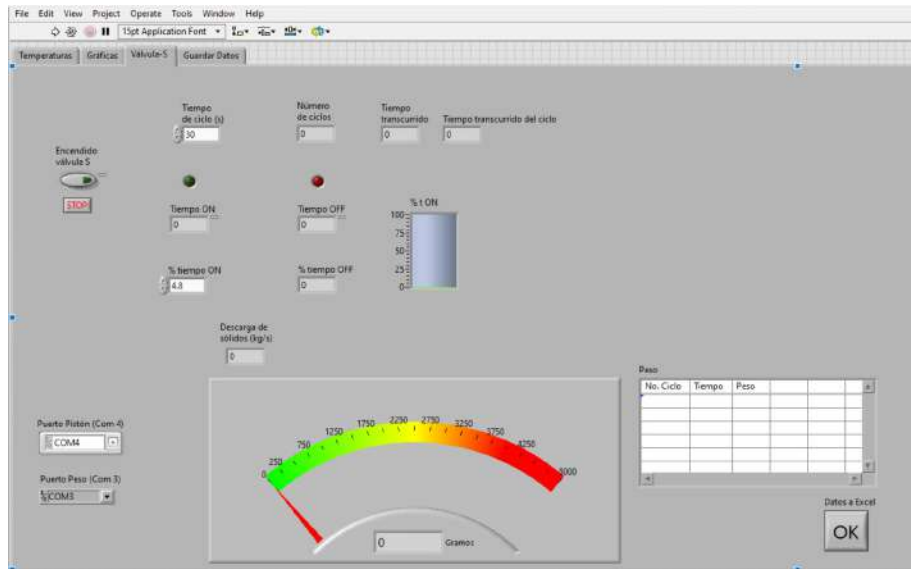 File Edit View Project Operate Tools Window Help
15pt Application Font
Temperaturas Gráficas Válvula-S Guardar Datos
Tiempo
de ciclo (s)
30
Número
de ciclos
0
Tiempo
transcurrido
0
Tiempo transcurrido del ciclo
0
Encendido
válvula S
STOP
Tiempo ON
0
Tiempo OFF
0
% t ON
100
75
50
25
0
% tiempo ON
4.8
% tiempo OFF
0
Descarga de
sólidos (kg/s)
0
Peso
No. Ciclo Tiempo Peso
Puerto Pistón (Com 4)
COM4
Puerto Peso (Com 3)
COM3
0 250 750 1250 1750 2250 2750 3250 3750 4250 5000
0 Gramos
Datos a Excel
OK